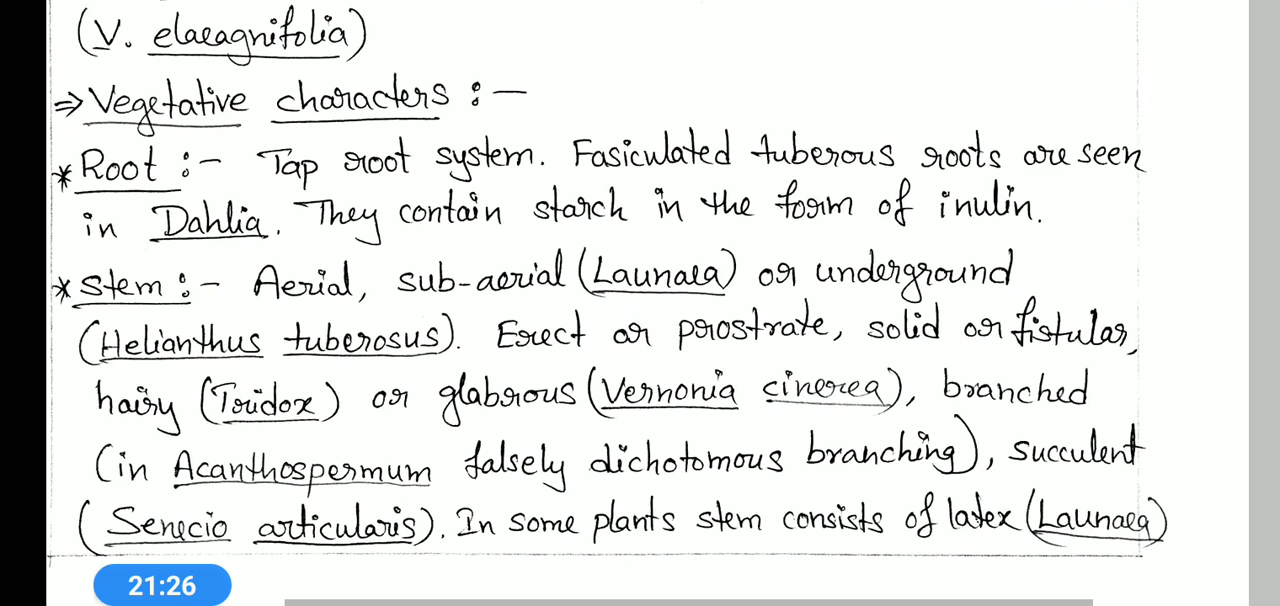 (V. elaeagnifolia)
⇒ Vegetative characters :-
* Root :- Tap root system. Fasiculated tuberous roots are seen
in Dahlia. They contain starch in the form of inulin.
* Stem :- Aerial, sub-aerial (Launaea) or underground
(Helianthus tuberosus). Erect or prostrate, solid or fistular,
hairy (Tridox) or glabrous (Vernonia cinerea), branched
(in Acanthospermum falsely dichotomous branching), succulent
(Senecio articularis). In some plants stem consists of latex (Launaea)
21:26